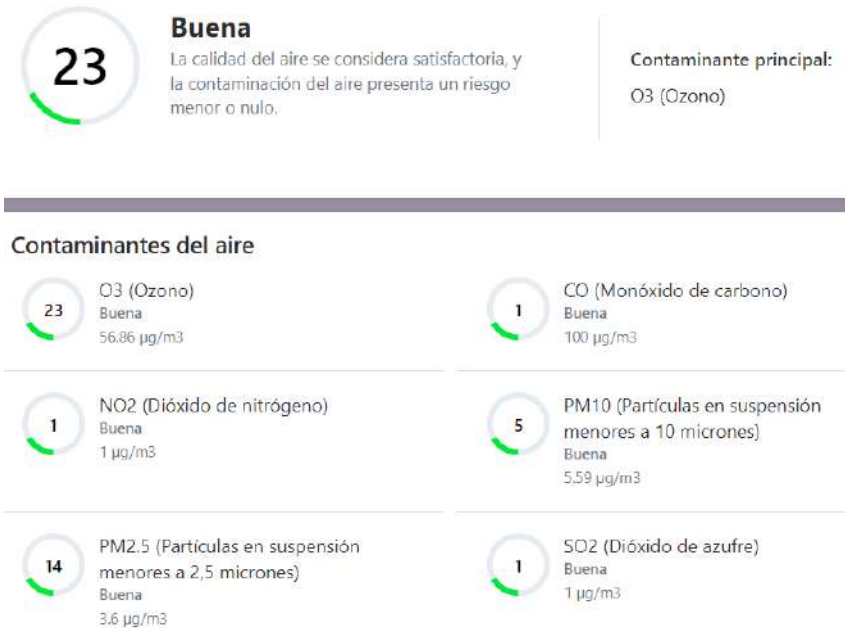 23
Buena
La calidad del aire se considera satisfactoria, y
la contaminación del aire presenta un riesgo
menor o nulo.
Contaminante principal:
O3 (Ozono)
Contaminantes del aire
23
O3 (Ozono)
Buena
56.86 µg/m3
1
CO (Monóxido de carbono)
Buena
100 µg/m3
1
NO2 (Dióxido de nitrógeno)
Buena
1 µg/m3
5
PM10 (Partículas en suspensión
menores a 10 micrones)
Buena
5.59 µg/m3
14
PM2.5 (Partículas en suspensión
menores a 2,5 micrones)
Buena
3.6 µg/m3
1
SO2 (Dióxido de azufre)
Buena
1 µg/m3